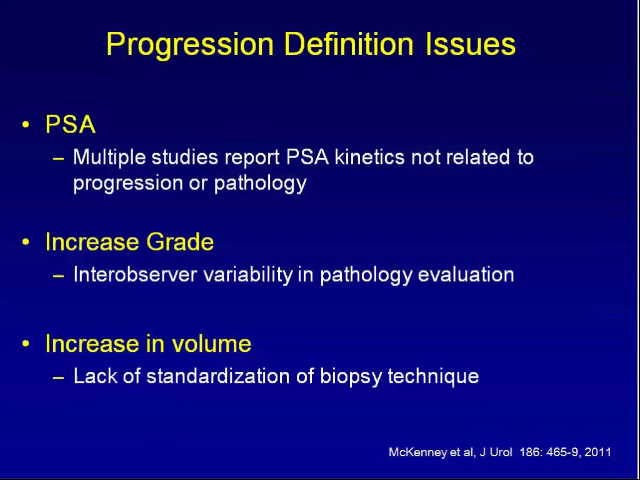 Progression Definition Issues
• PSA
– Multiple studies report PSA kinetics not related to
progression or pathology
• Increase Grade
– Interobserver variability in pathology evaluation
• Increase in volume
– Lack of standardization of biopsy technique
McKenney et al, J Urol 186: 465-9, 2011